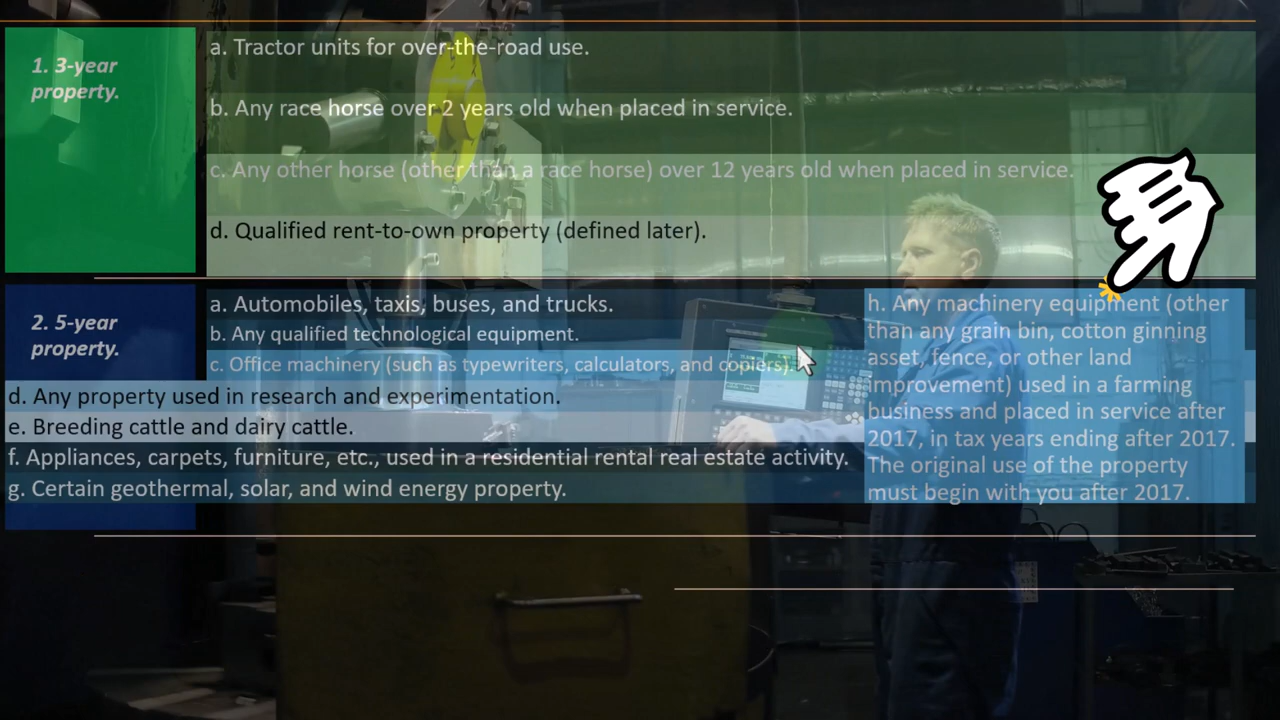 1. 3-year
property.
a. Tractor units for over-the-road use.
b. Any race horse over 2 years old when placed in service.
c. Any other horse (other than a race horse) over 12 years old when placed in service.
d. Qualified rent-to-own property (defined later).
2. 5-year
property.
a. Automobiles, taxis, buses, and trucks.
b. Any qualified technological equipment.
c. Office machinery (such as typewriters, calculators, and copiers).
d. Any property used in research and experimentation.
e. Breeding cattle and dairy cattle.
f. Appliances, carpets, furniture, etc., used in a residential rental real estate activity.
g. Certain geothermal, solar, and wind energy property.
h. Any machinery equipment (other
than any grain bin, cotton ginning
asset, fence, or other land
improvement) used in a farming
business and placed in service after
2017, in tax years ending after 2017.
The original use of the property
must begin with you after 2017.